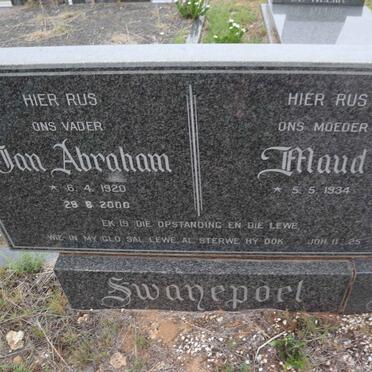 HIER RUS
ONS VADER
Jan Abraham
* 6. 4. 1920
29. 8. 2000
HIER RUS
ONS MOEDER
Maud
* 5. 5. 1934
EK IS DIE OPSTANDING EN DIE LEWE
WIE IN MY GLO, SAL LEWE, AL STERWE HY OOK JOH. 11 : 25
Swanepoel